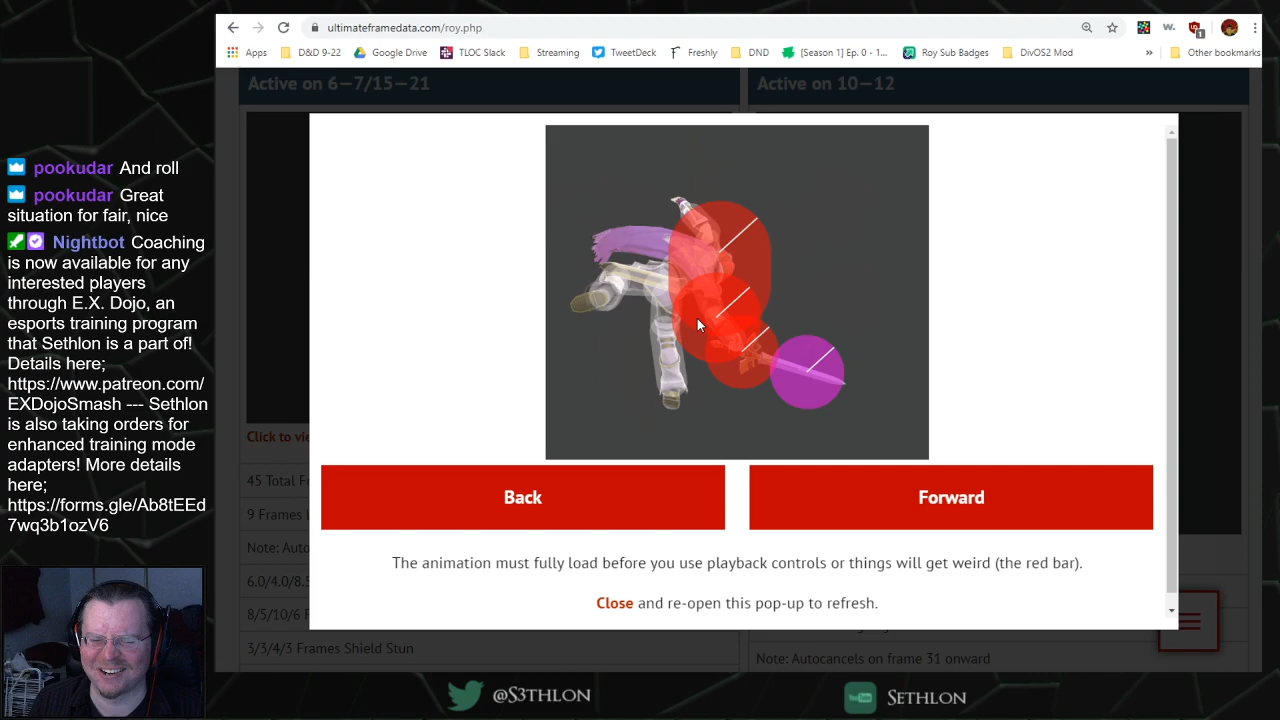 ultimateframedata.com/roy.php
Apps D&D 9-22 Google Drive TLOC Slack Streaming TweetDeck Freshly DND [Season 1] Ep. 0 - 1... Roy Sub Badges DivOS2 Mod » Other bookmarks
Active on 6—7/15—21
Active on 10—12
pookudar And roll
pookudar Great
situation for fair, nice
Nightbot Coaching
is now available for any
interested players
through E.X. Dojo, an
esports training program
that Sethlon is a part of!
Details here;
https://www.patreon.com/
EXDojoSmash --- Sethlon
is also taking orders for
enhanced training mode
adapters! More details
here;
https://forms.gle/Ab8tEEd
7wq3b1ozV6
Click to vie
45 Total F
9 Frames
Note: Auto
6.0/4.0/8.5
8/5/10/6 F
3/3/4/3 Frames Shield Stun
Back
Forward
The animation must fully load before you use playback controls or things will get weird (the red bar).
Close and re-open this pop-up to refresh.
Note: Autocancels on frame 31 onward
@S3THLON
SETHLON